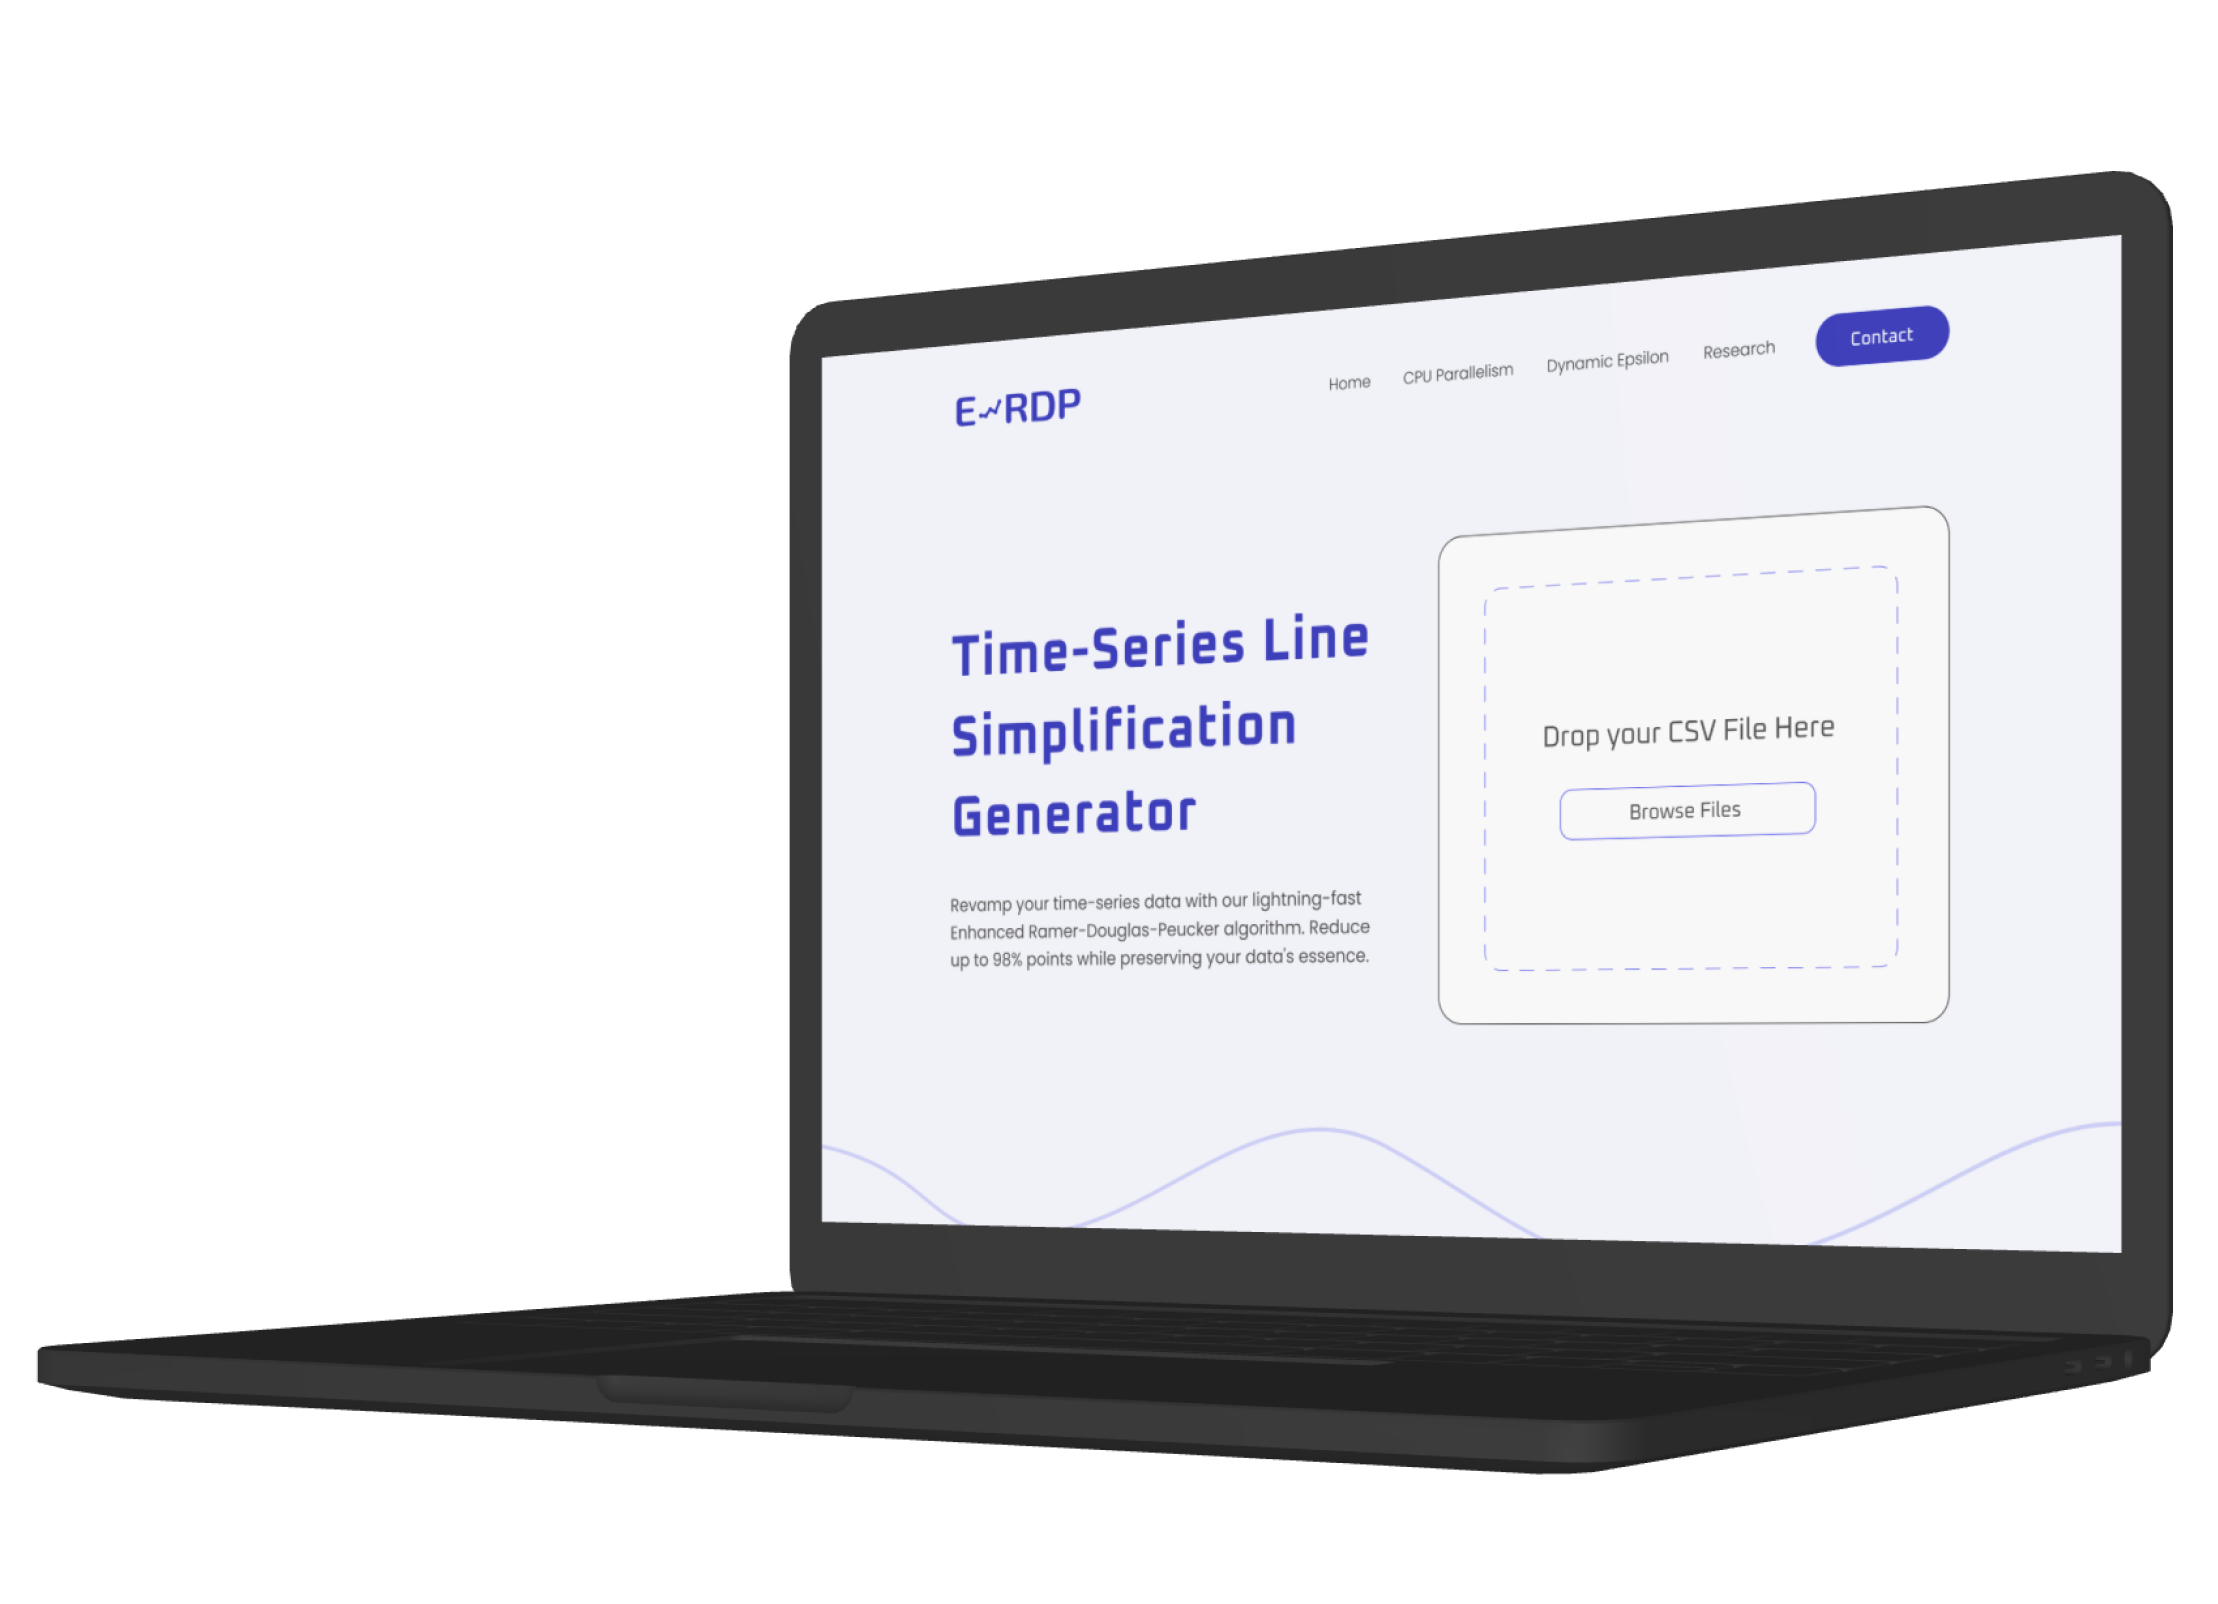 E-RDP
Home
CPU Parallelism
Dynamic Epsilon
Research
Contact
Time-Series Line
Simplification
Generator
Revamp your time-series data with our lightning-fast
Enhanced Ramer-Douglas-Peucker algorithm. Reduce
up to 98% points while preserving your data's essence.
Drop your CSV File Here
Browse Files